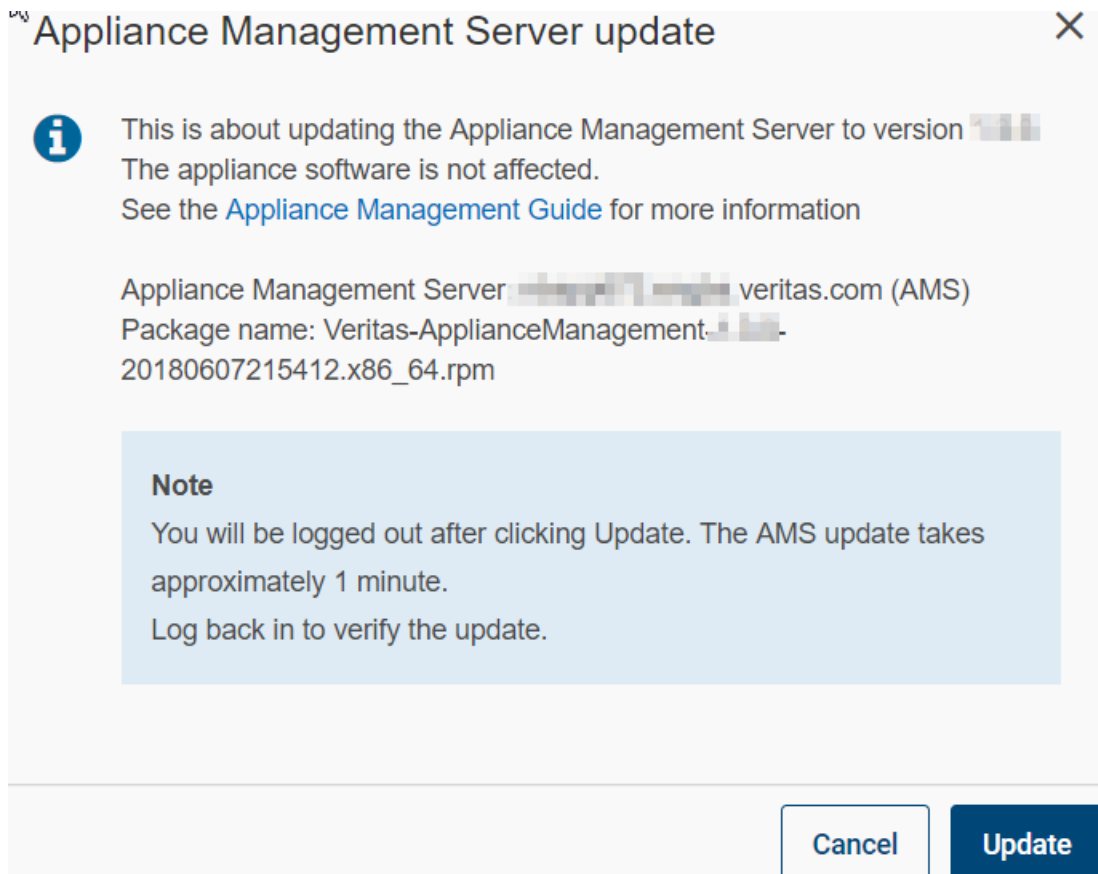 Appliance Management Server update
This is about updating the Appliance Management Server to version
The appliance software is not affected.
See the Appliance Management Guide for more information
Appliance Management Server: veritas.com (AMS)
Package name: Veritas-ApplianceManagement- -
20180607215412.x86_64.rpm
Note
You will be logged out after clicking Update. The AMS update takes
approximately 1 minute.
Log back in to verify the update.
Cancel
Update